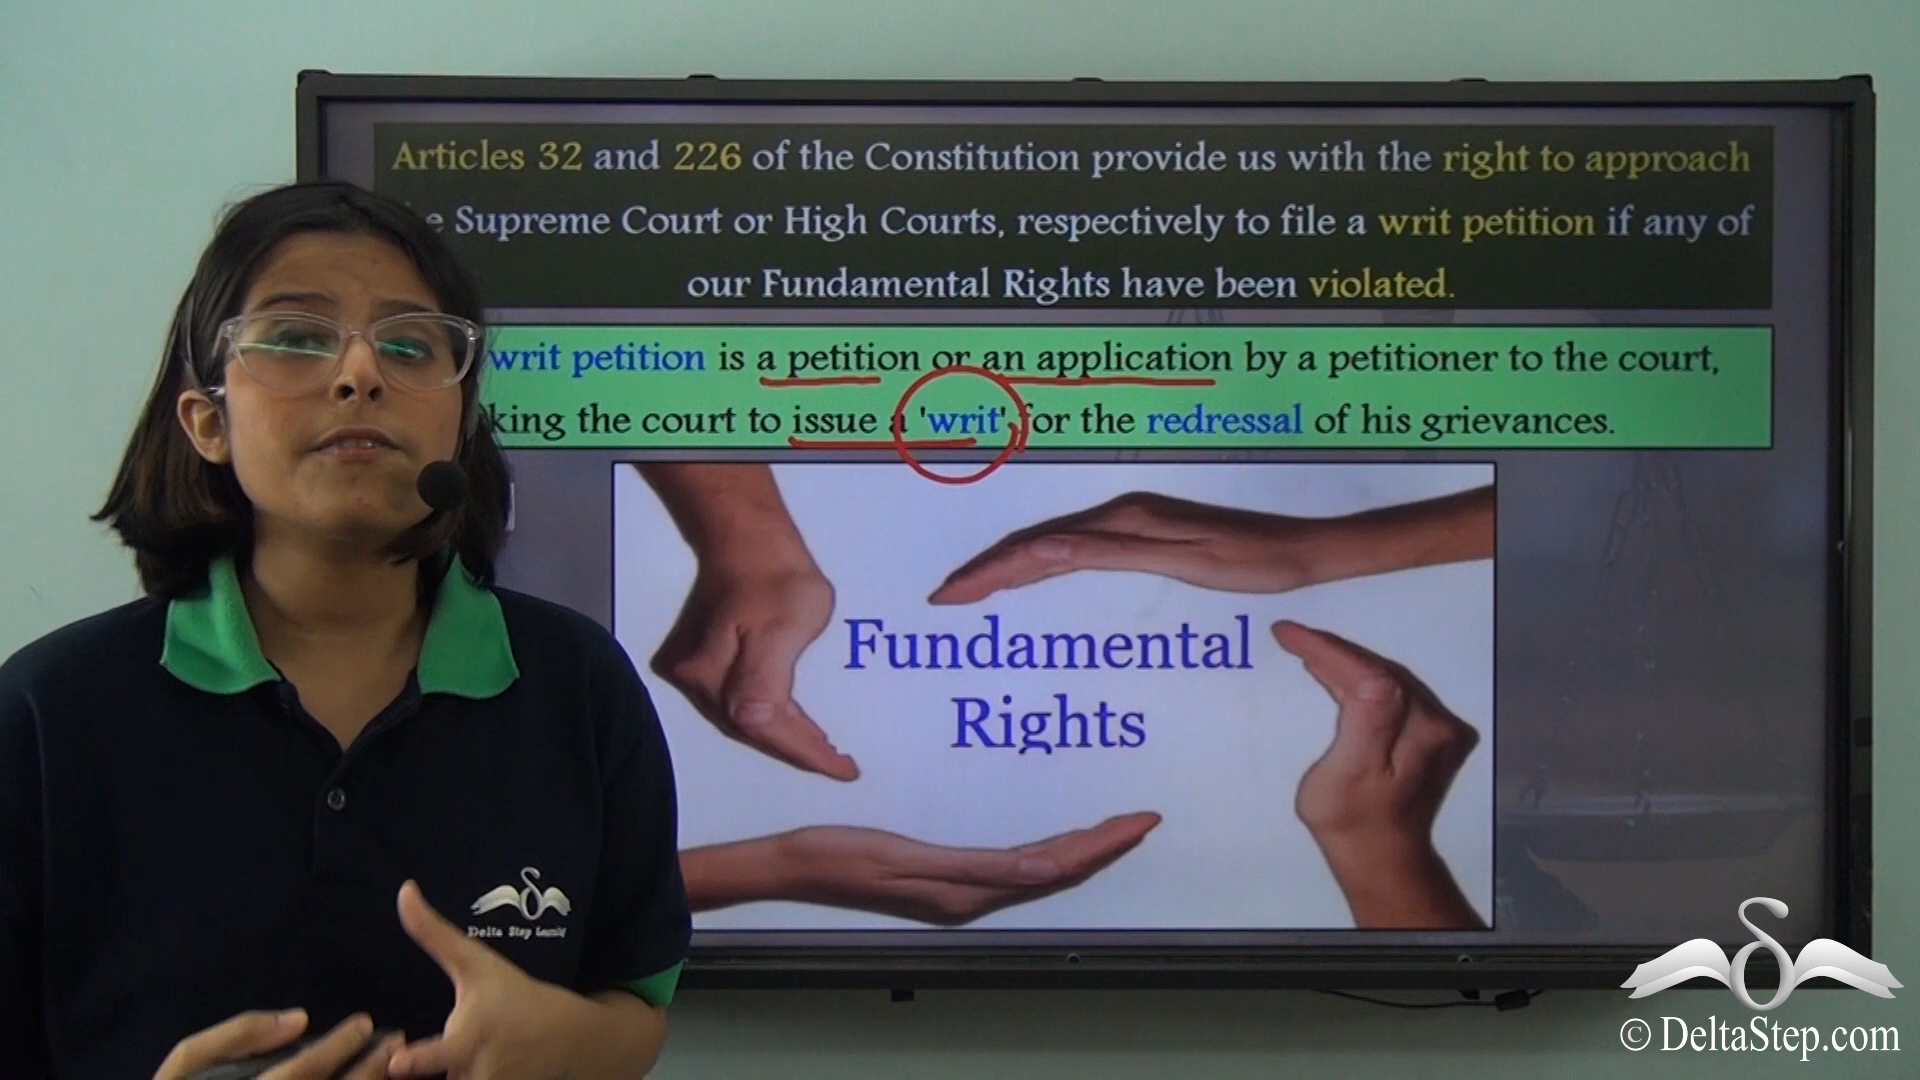 Articles 32 and 226 of the Constitution provide us with the right to approach
Supreme Court or High Courts, respectively to file a writ petition if any of
our Fundamental Rights have been violated.
writ petition is a petition or an application by a petitioner to the court,
king the court to issue a 'writ', for the redressal of his grievances.
Fundamental
Rights
Delta Step
© DeltaStep.com